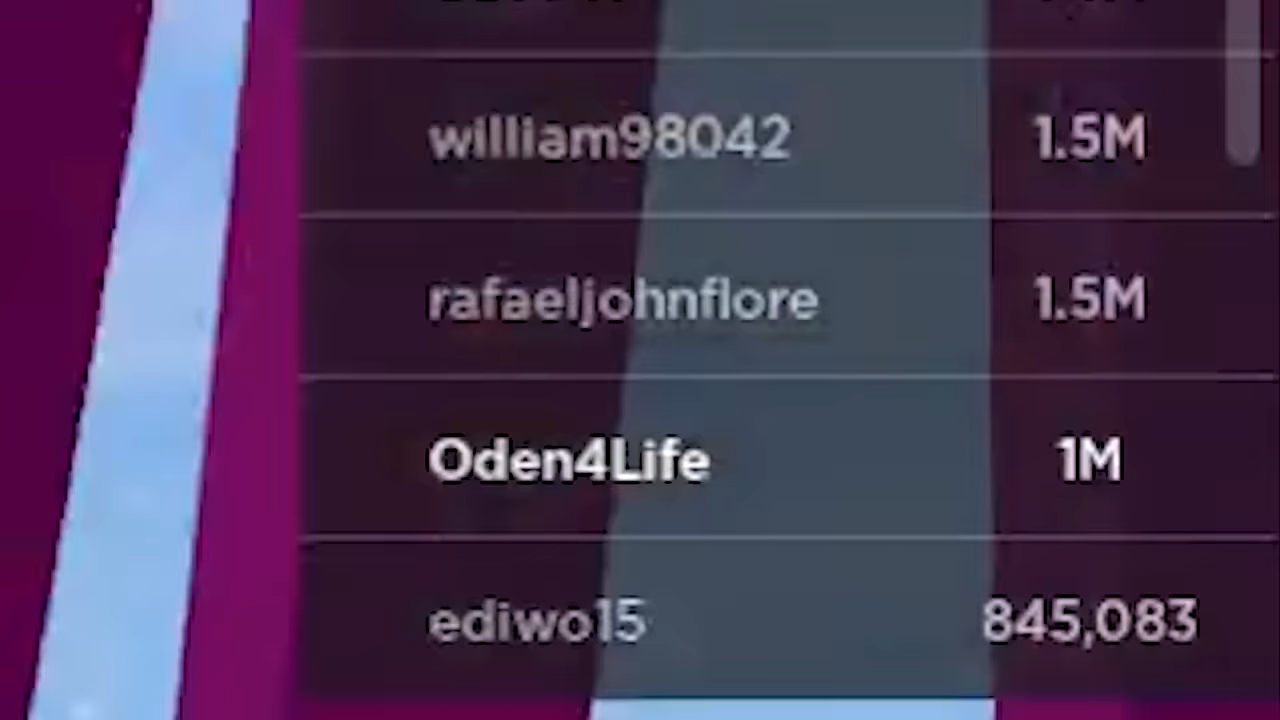 william98042 1.5M
rafaeljohnflore 1.5M
Oden4Life 1M
ediwo15 845,083